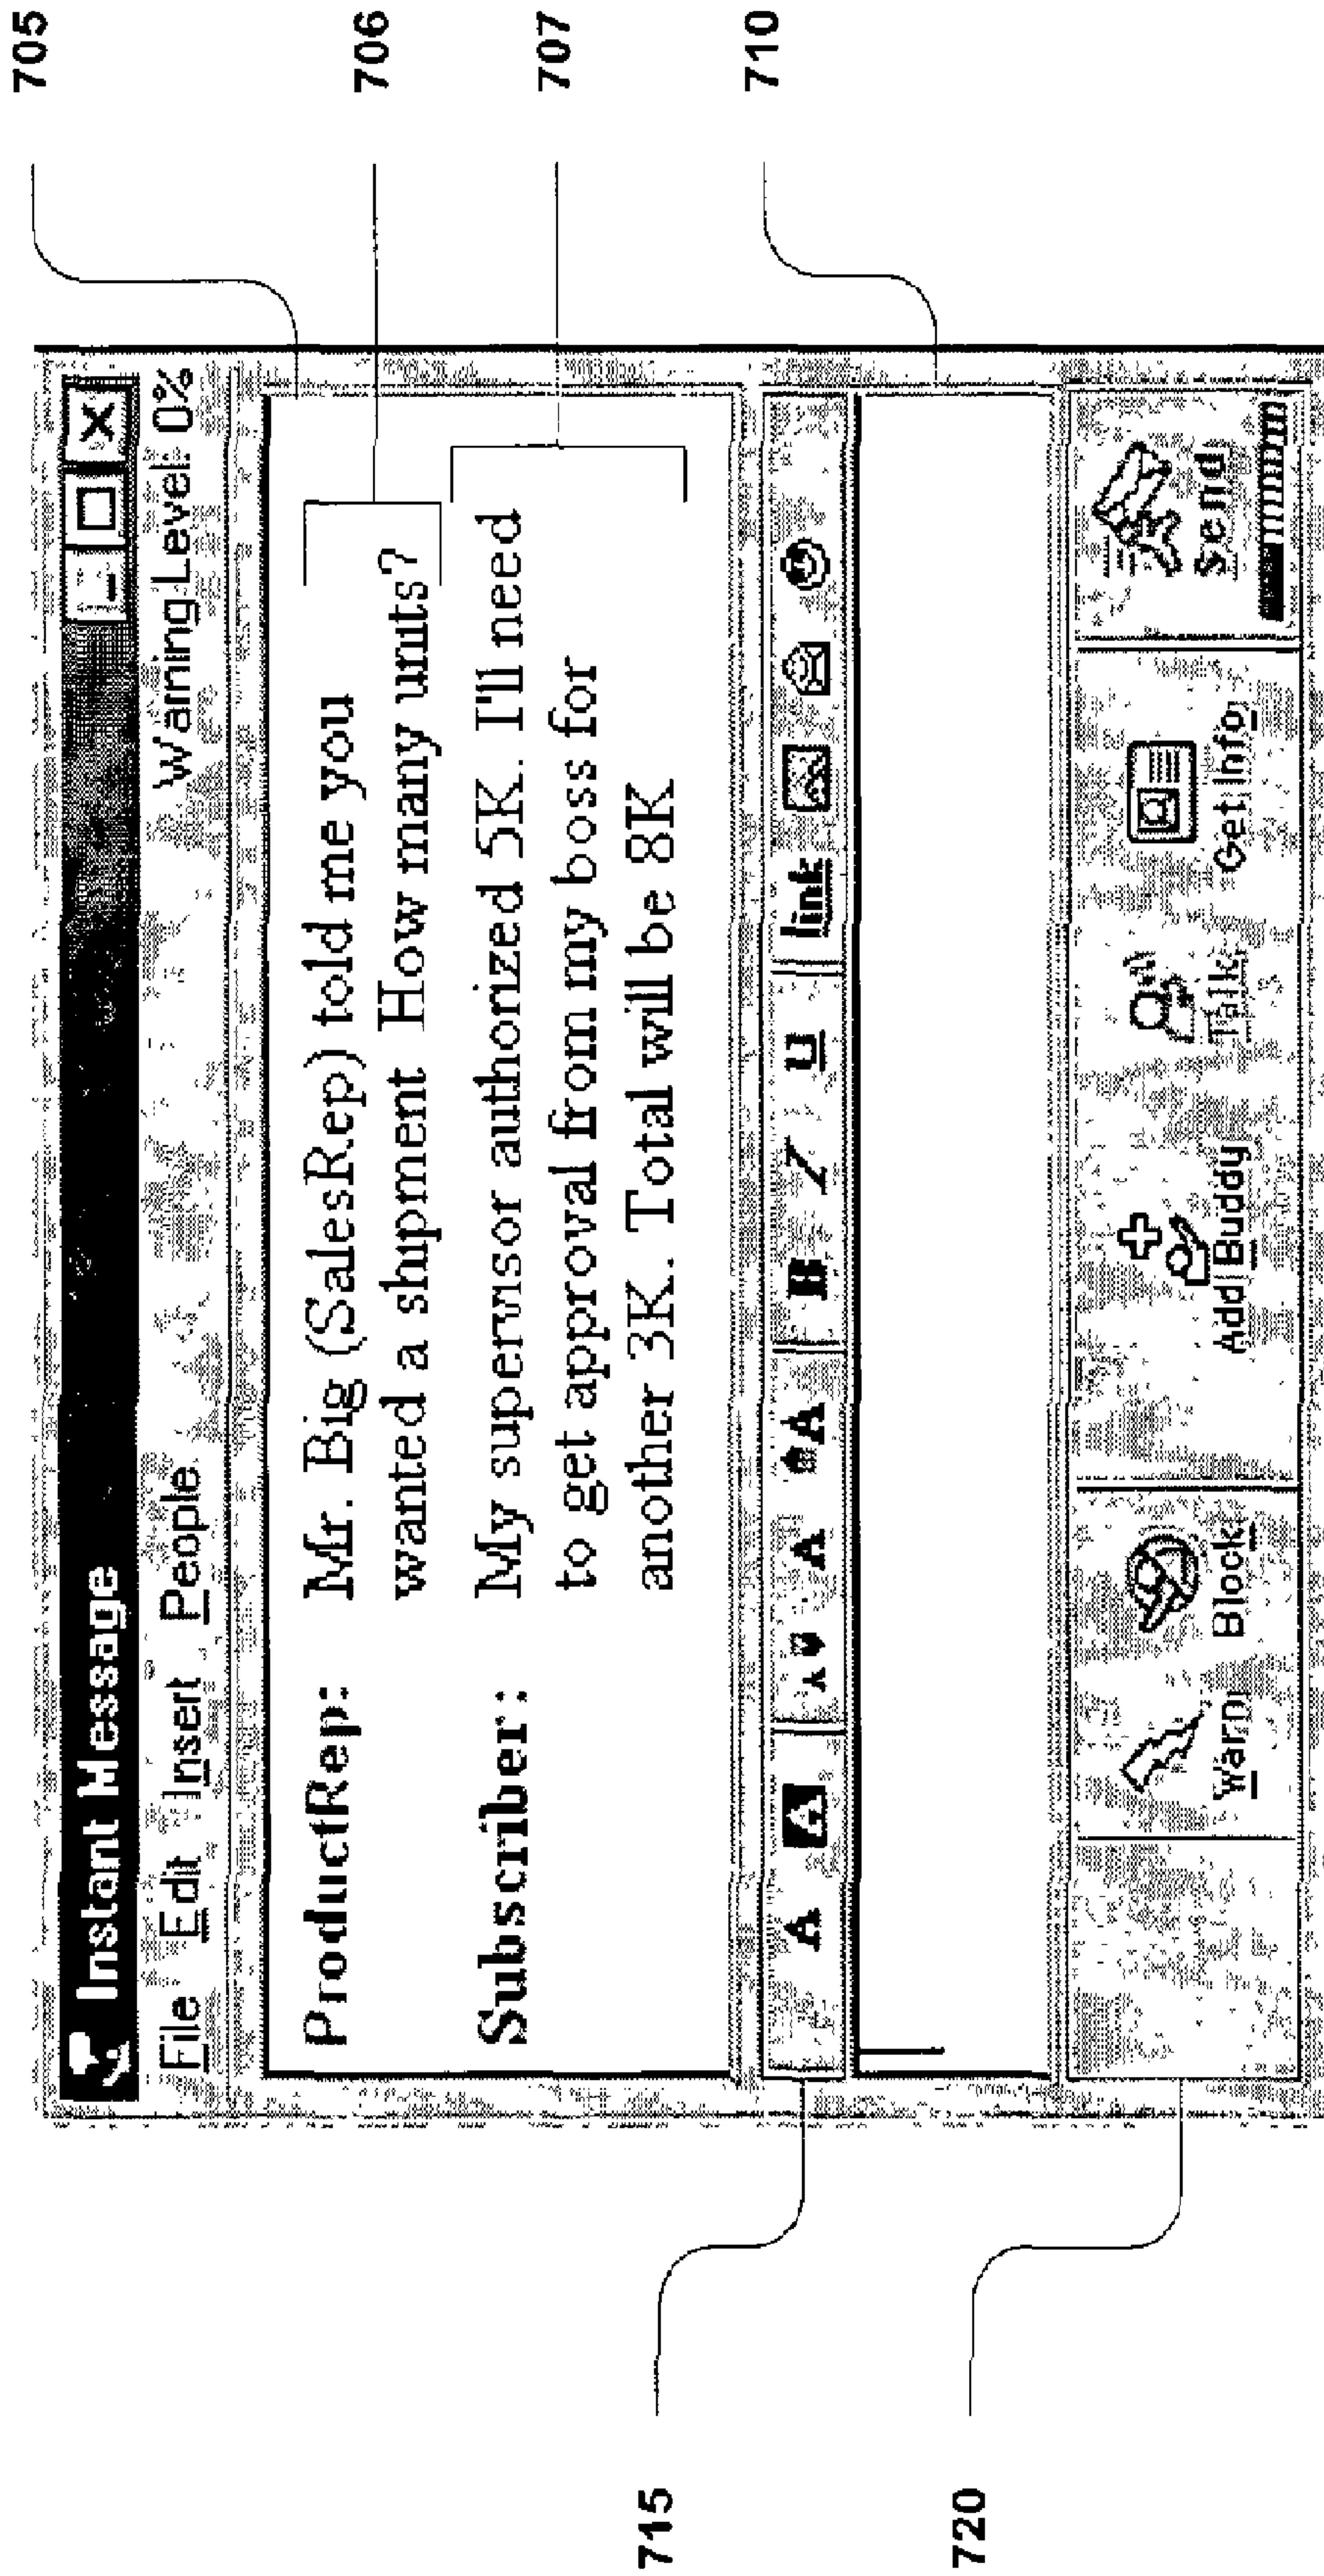 705
706
707
710
Instant Message
File Edit Insert People Warning Level: 0%
ProductRep: Mr. Big (SalesRep) told me you
wanted a shipment How many units?
Subscriber: My supervisor authorized 5K. I'll need
to get approval from my boss for
another 3K. Total will be 8K
A A A A A B I U link
Warn Block Add Buddy Talk Get Info Send
715
720